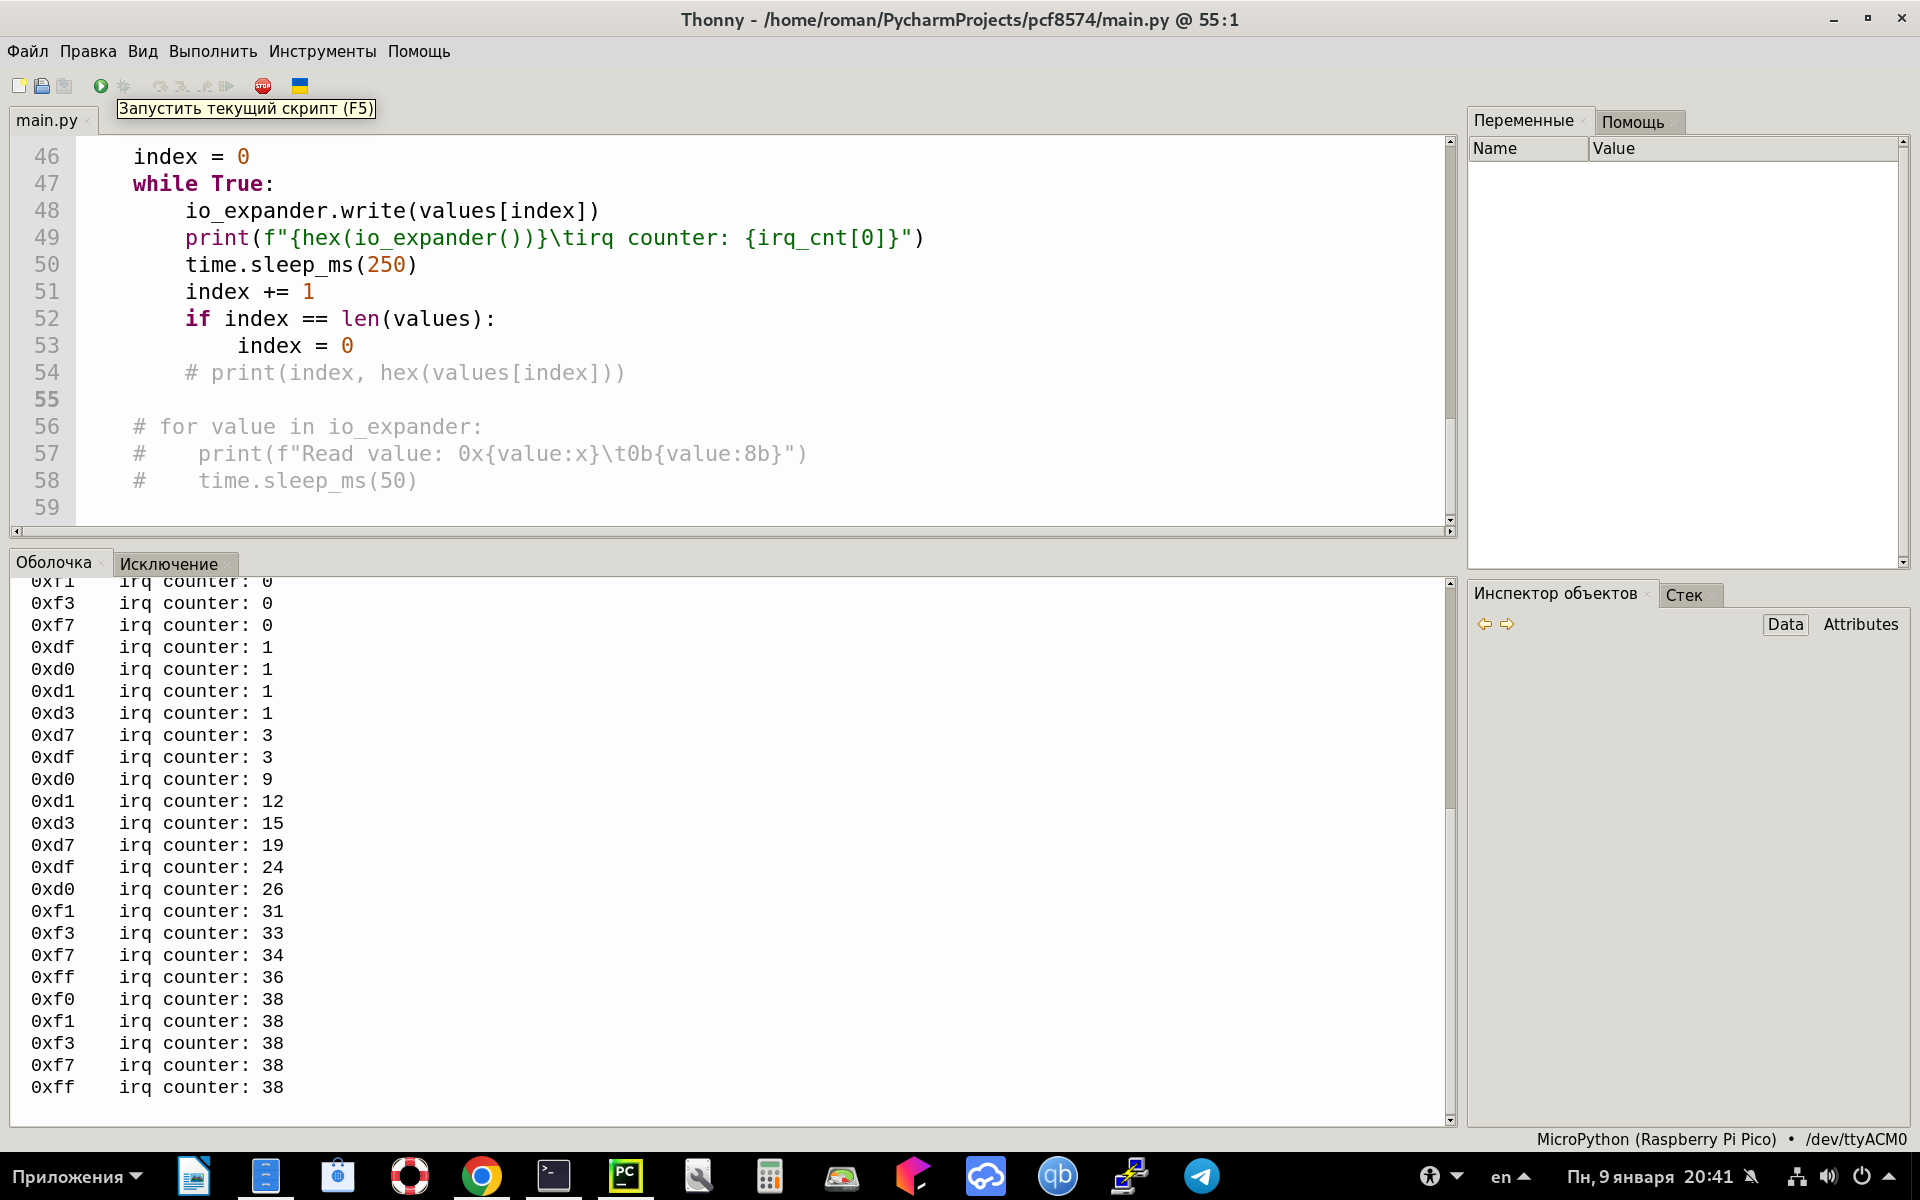 Thonny - /home/roman/PycharmProjects/pcf8574/main.py @ 55:1
Файл Правка Вид Выполнить Инструменты Помощь
STOP
Запустить текущий скрипт (F5)
main.py
46 index = 0
47 while True:
48 io_expander.write(values[index])
49 print(f"{hex(io_expander())}\tirq counter: {irq_cnt[0]}")
50 time.sleep_ms(250)
51 index += 1
52 if index == len(values):
53 index = 0
54 # print(index, hex(values[index]))
55
56 # for value in io_expander:
57 #    print(f"Read value: 0x{value:x}\t0b{value:8b}")
58 #    time.sleep_ms(50)
59
Переменные Помощь
Name Value
Оболочка Исключение
0xf1 irq counter: 0
0xf3 irq counter: 0
0xf7 irq counter: 0
0xdf irq counter: 1
0xd0 irq counter: 1
0xd1 irq counter: 1
0xd3 irq counter: 1
0xd7 irq counter: 3
0xdf irq counter: 3
0xd0 irq counter: 9
0xd1 irq counter: 12
0xd3 irq counter: 15
0xd7 irq counter: 19
0xdf irq counter: 24
0xd0 irq counter: 26
0xf1 irq counter: 31
0xf3 irq counter: 33
0xf7 irq counter: 34
0xff irq counter: 36
0xf0 irq counter: 38
0xf1 irq counter: 38
0xf3 irq counter: 38
0xf7 irq counter: 38
0xff irq counter: 38
Инспектор объектов Стек
Data Attributes
MicroPython (Raspberry Pi Pico) • /dev/ttyACM0
Приложения
PC
qb
en
Пн, 9 января 20:41